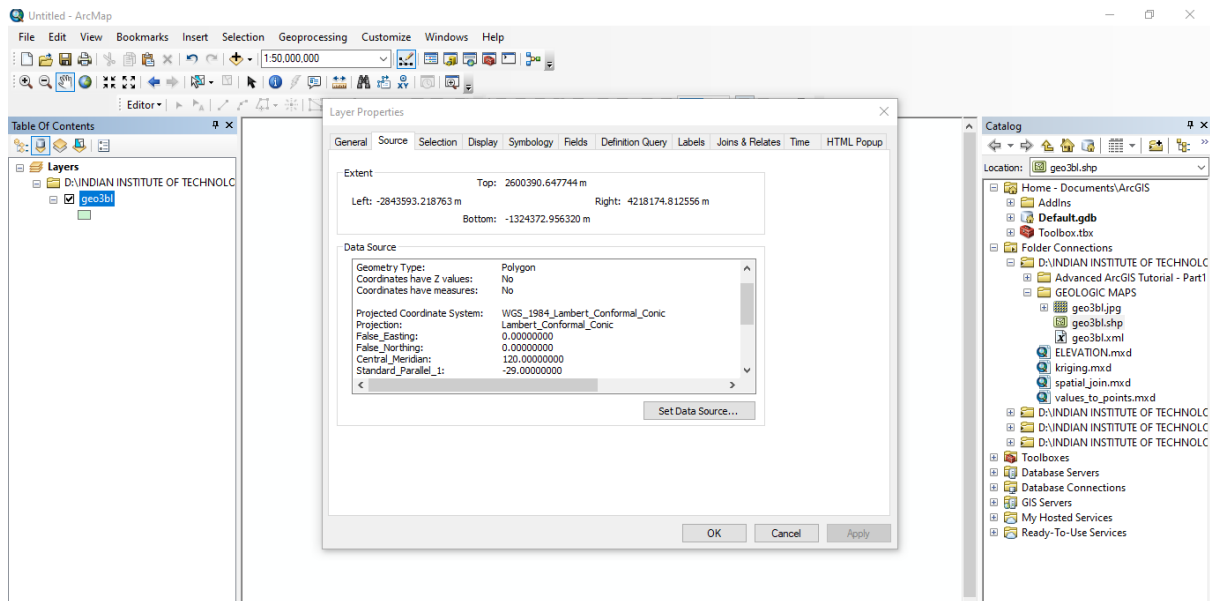 Untitled - ArcMap
File Edit View Bookmarks Insert Selection Geoprocessing Customize Windows Help
1:50,000,000
Editor
Table Of Contents
Layers
D:\INDIAN INSTITUTE OF TECHNOLC
geo3bl
Layer Properties
General Source Selection Display Symbology Fields Definition Query Labels Joins & Relates Time HTML Popup
Extent
Top: 2600390.647744 m
Left: -2843593.218763 m Right: 4218174.812556 m
Bottom: -1324372.956320 m
Data Source
Geometry Type: Polygon
Coordinates have Z values: No
Coordinates have measures: No
Projected Coordinate System: WGS_1984_Lambert_Conformal_Conic
Projection: Lambert_Conformal_Conic
False_Easting: 0.00000000
False_Northing: 0.00000000
Central_Meridian: 120.00000000
Standard_Parallel_1: -29.00000000
Set Data Source...
OK Cancel Apply
Catalog
Location: geo3bl.shp
Home - Documents\ArcGIS
AddIns
Default.gdb
Toolbox.tbx
Folder Connections
D:\INDIAN INSTITUTE OF TECHNOLC
Advanced ArcGIS Tutorial - Part1
GEOLOGIC MAPS
geo3bl.jpg
geo3bl.shp
geo3bl.xml
ELEVATION.mxd
kriging.mxd
spatial_join.mxd
values_to_points.mxd
D:\INDIAN INSTITUTE OF TECHNOLC
D:\INDIAN INSTITUTE OF TECHNOLC
D:\INDIAN INSTITUTE OF TECHNOLC
Toolboxes
Database Servers
Database Connections
GIS Servers
My Hosted Services
Ready-To-Use Services